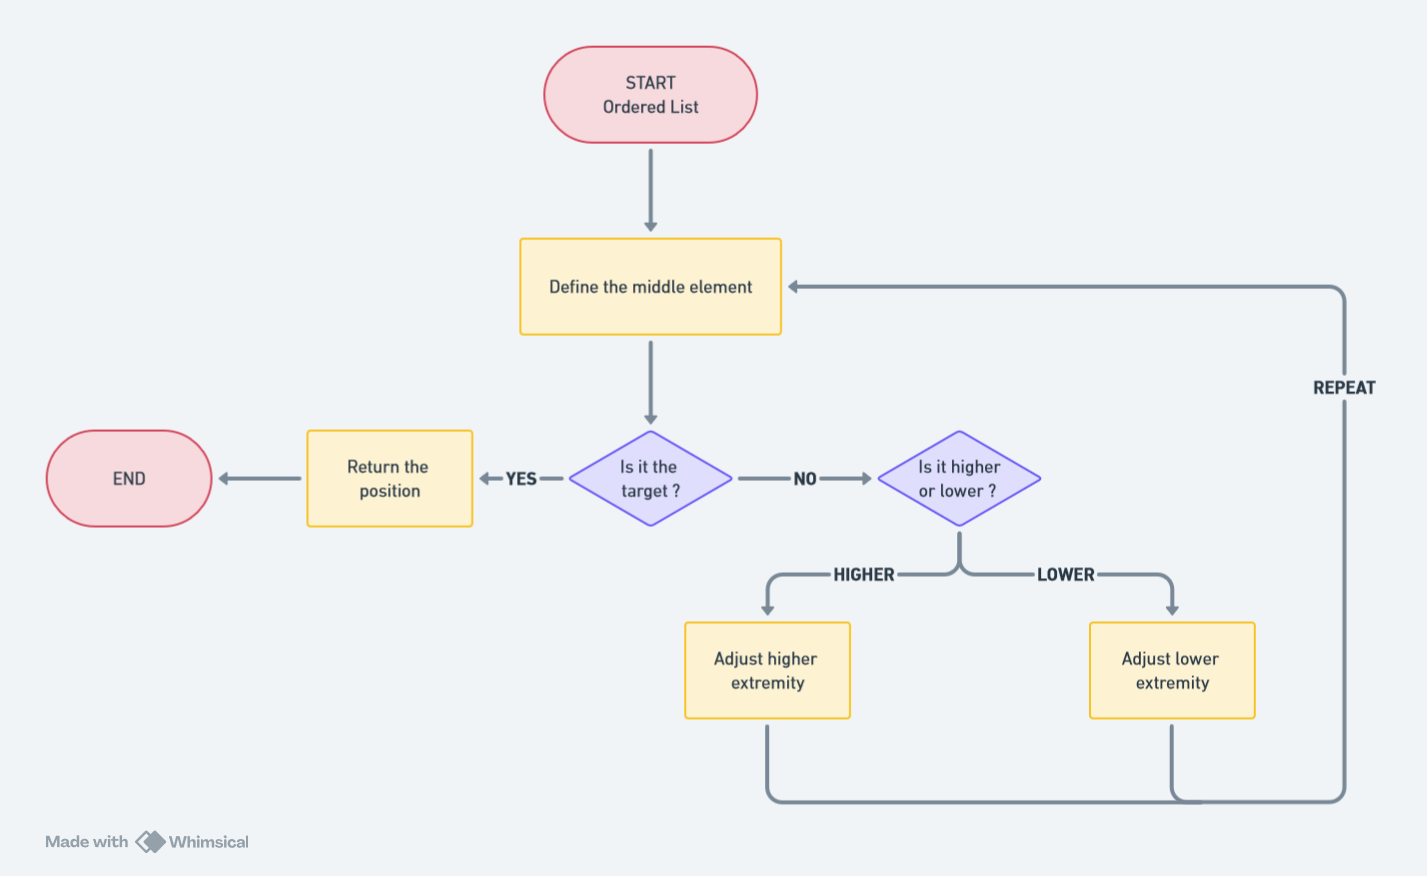 START
Ordered List
Define the middle element
REPEAT
END
Return the
position
YES
Is it the
target ?
NO
Is it higher
or lower ?
HIGHER
LOWER
Adjust higher
extremity
Adjust lower
extremity
Made with Whimsical